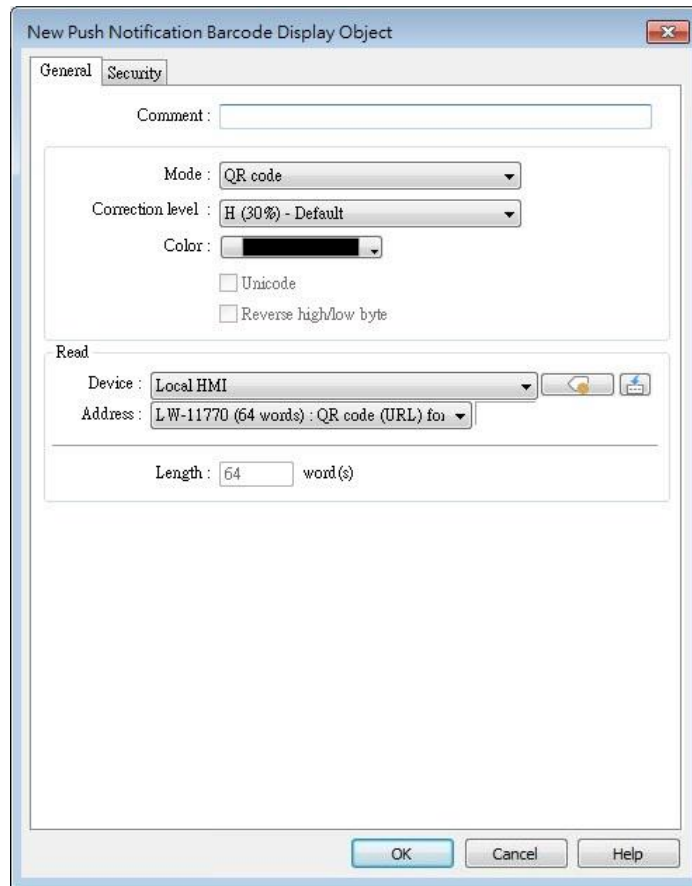 New Push Notification Barcode Display Object
General Security
Comment :
Mode : QR code
Correction level : H (30%) - Default
Color :
Unicode
Reverse high/low byte
Read
Device : Local HMI
Address : LW-11770 (64 words) : QR code (URL) for
Length : 64 word(s)
OK Cancel Help